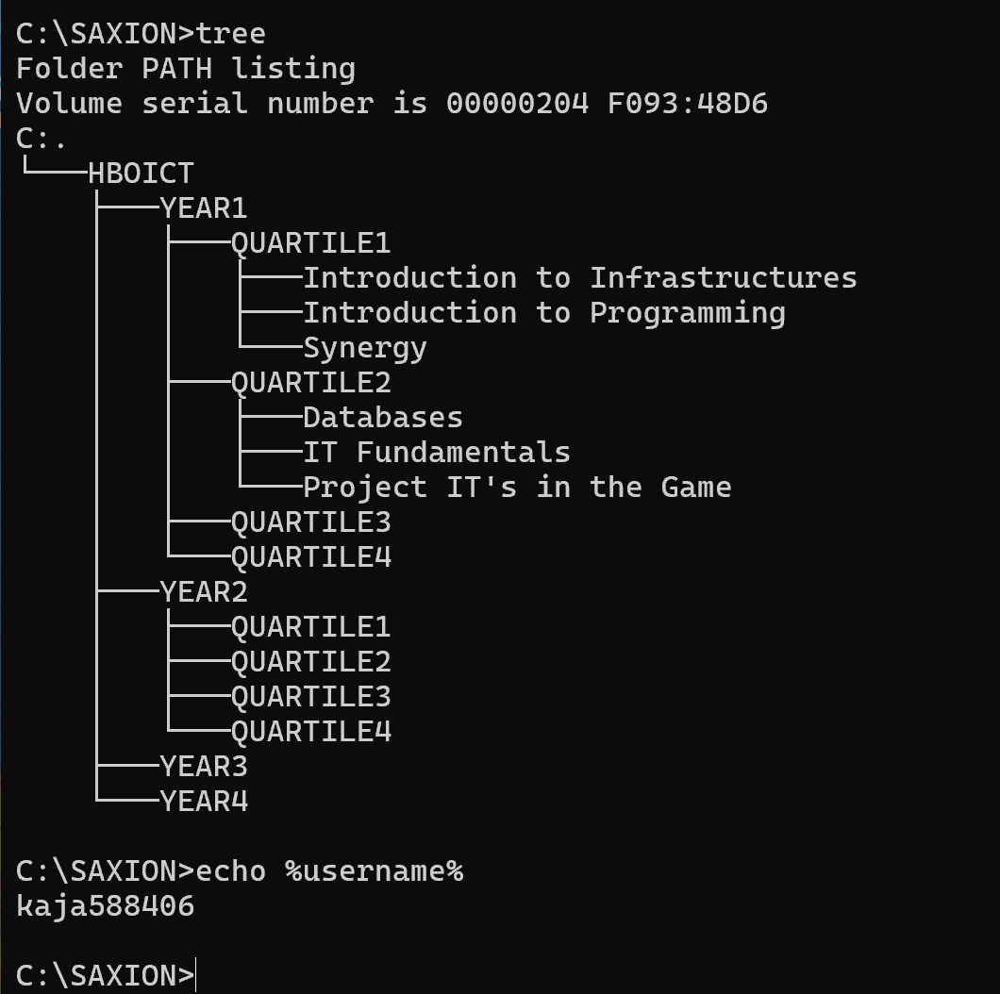 C:\SAXION>tree
Folder PATH listing
Volume serial number is 00000204 F093:48D6
C:.
└───HBOICT
    ├───YEAR1
    │   ├───QUARTILE1
    │   │   ├───Introduction to Infrastructures
    │   │   ├───Introduction to Programming
    │   │   └───Synergy
    │   ├───QUARTILE2
    │   │   ├───Databases
    │   │   ├───IT Fundamentals
    │   │   └───Project IT's in the Game
    │   ├───QUARTILE3
    │   └───QUARTILE4
    ├───YEAR2
    │   ├───QUARTILE1
    │   ├───QUARTILE2
    │   ├───QUARTILE3
    │   └───QUARTILE4
    ├───YEAR3
    └───YEAR4

C:\SAXION>echo %username%
kaja588406

C:\SAXION>